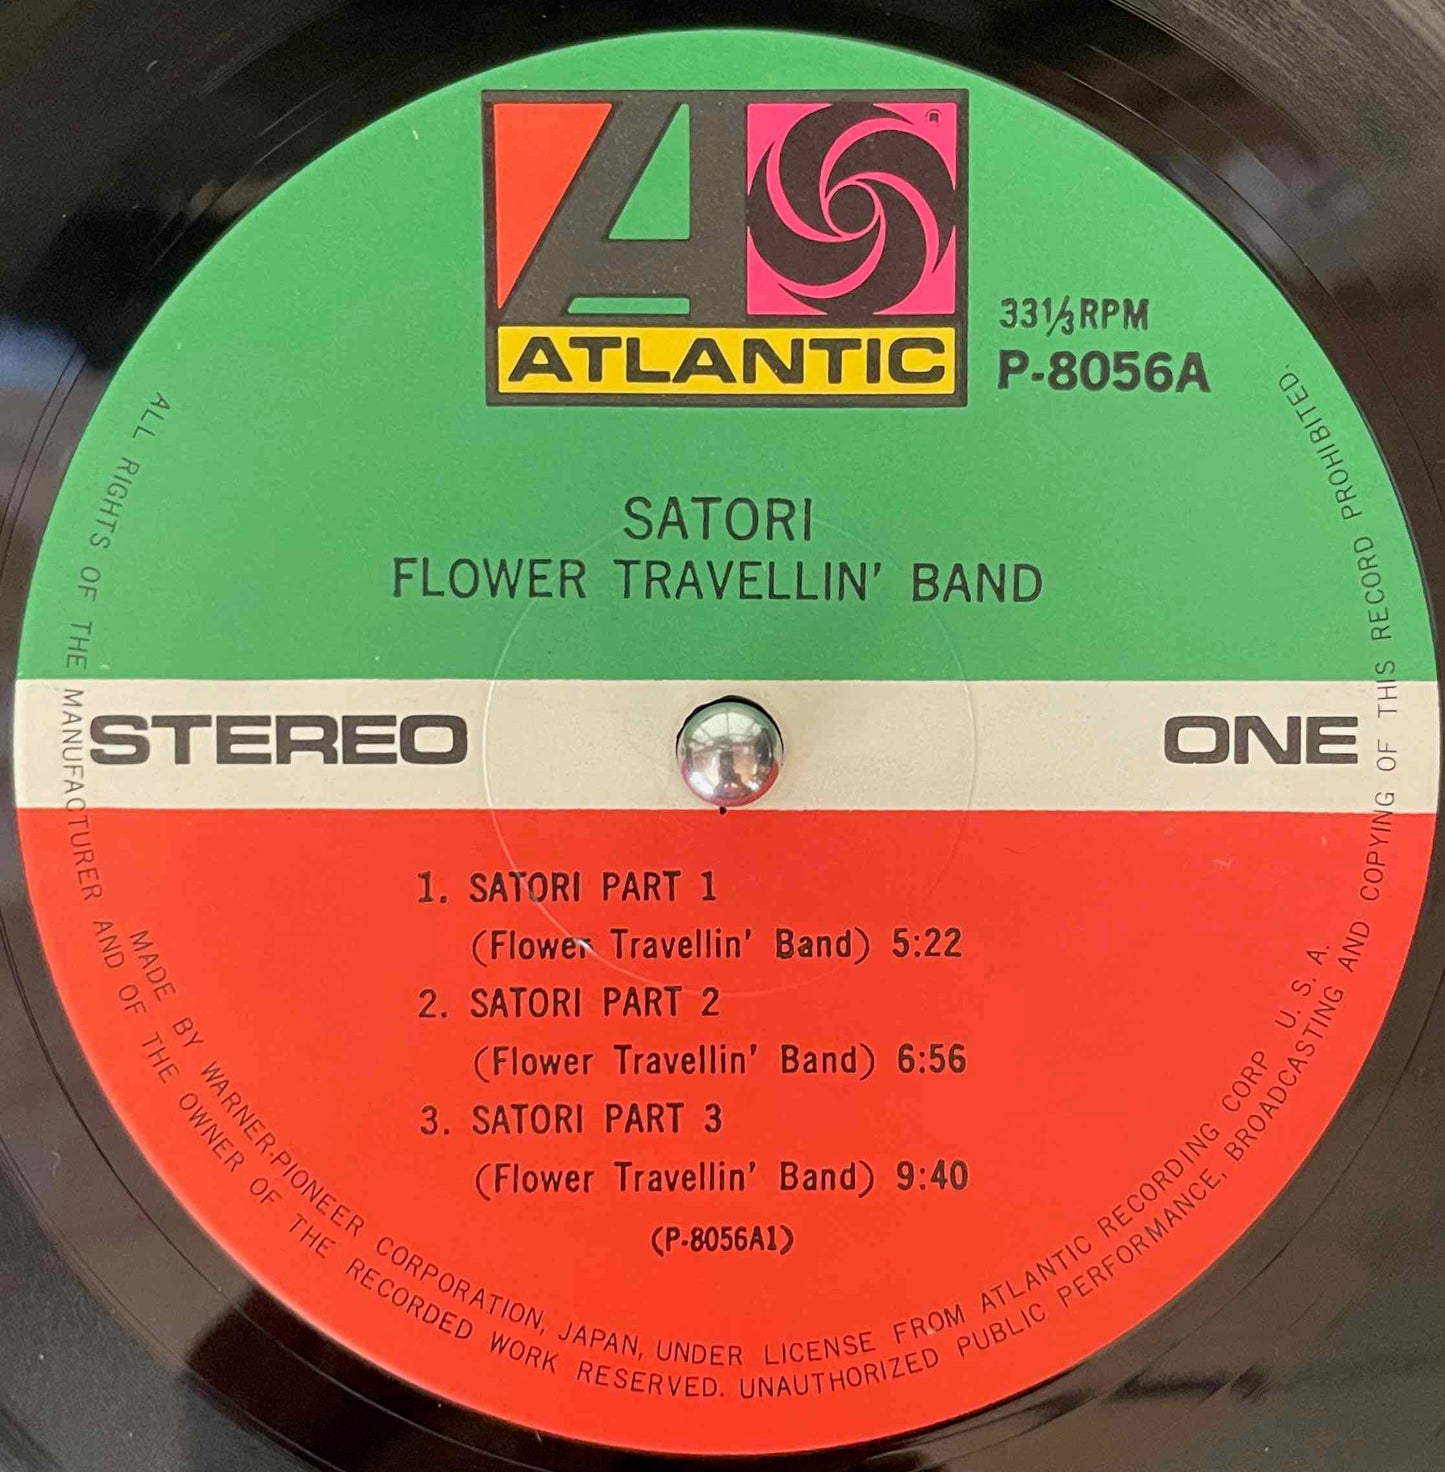 ATLANTIC
33⅓RPM
P-8056A
SATORI
FLOWER TRAVELLIN' BAND
STEREO
ONE
1. SATORI PART 1
(Flower Travellin' Band) 5:22
2. SATORI PART 2
(Flower Travellin' Band) 6:56
3. SATORI PART 3
(Flower Travellin' Band) 9:40
(P-8056A1)
MADE BY WARNER-PIONEER CORPORATION, JAPAN, UNDER LICENSE FROM ATLANTIC RECORDING CORP U. S. A.
ALL RIGHTS OF THE MANUFACTURER AND OF THE OWNER OF THE RECORDED WORK RESERVED. UNAUTHORIZED PUBLIC PERFORMANCE, BROADCASTING AND COPYING OF THIS RECORD PROHIBITED.